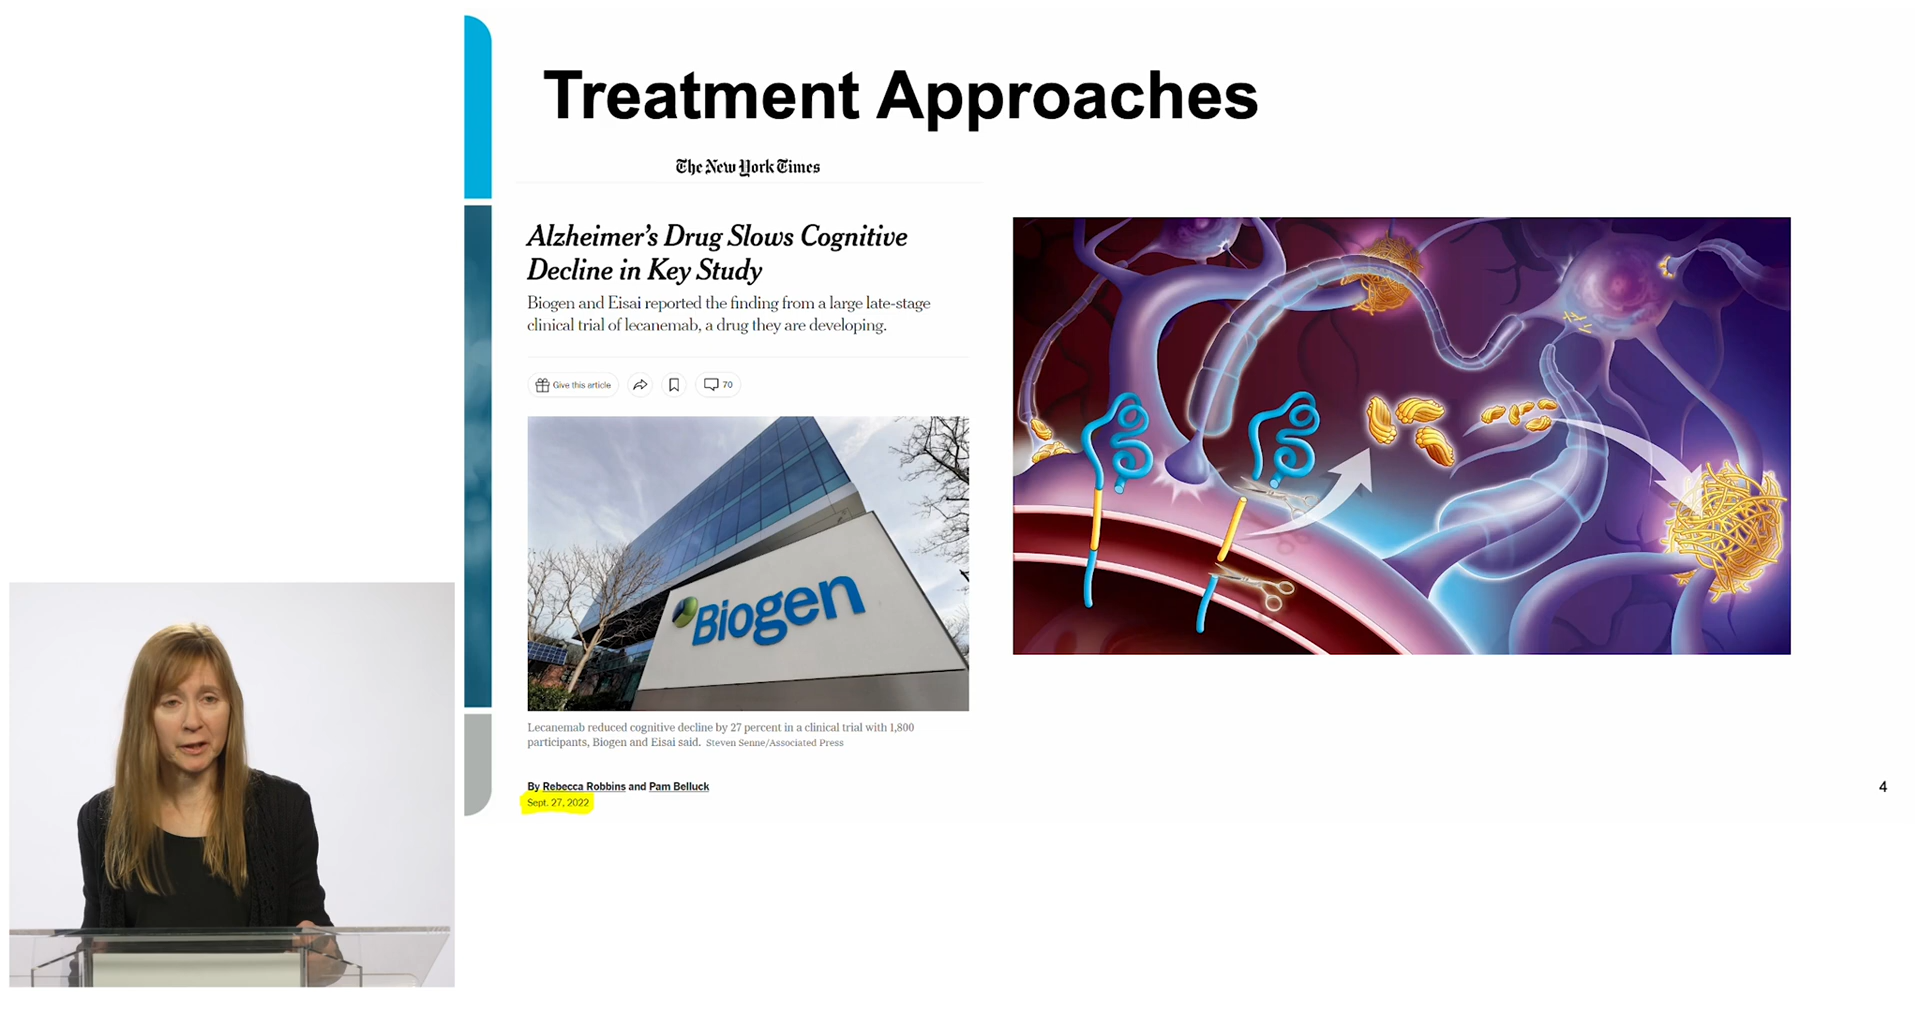 Treatment Approaches
The New York Times
Alzheimer's Drug Slows Cognitive
Decline in Key Study
Biogen and Eisai reported the finding from a large late-stage
clinical trial of lecanemab, a drug they are developing.
Give this article
70
Biogen
Lecanemab reduced cognitive decline by 27 percent in a clinical trial with 1,800
participants, Biogen and Eisai said. Steven Senne/Associated Press
By Rebecca Robbins and Pam Belluck
Sept. 27, 2022
4